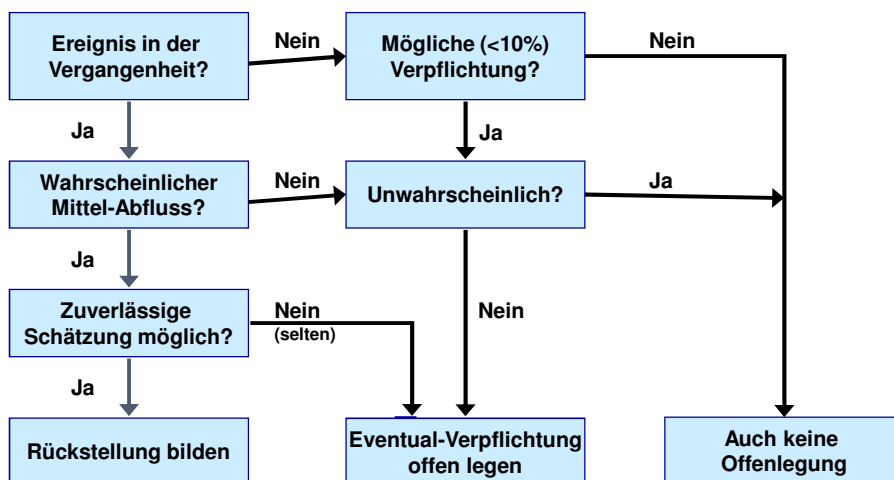 Ereignis in der
Vergangenheit?
Nein
Mögliche (<10%)
Verpflichtung?
Nein
Ja
Ja
Wahrscheinlicher
Mittel-Abfluss?
Nein
Unwahrscheinlich?
Ja
Ja
Zuverlässige
Schätzung möglich?
Nein
(selten)
Nein
Ja
Rückstellung bilden
Eventual-Verpflichtung
offen legen
Auch keine
Offenlegung